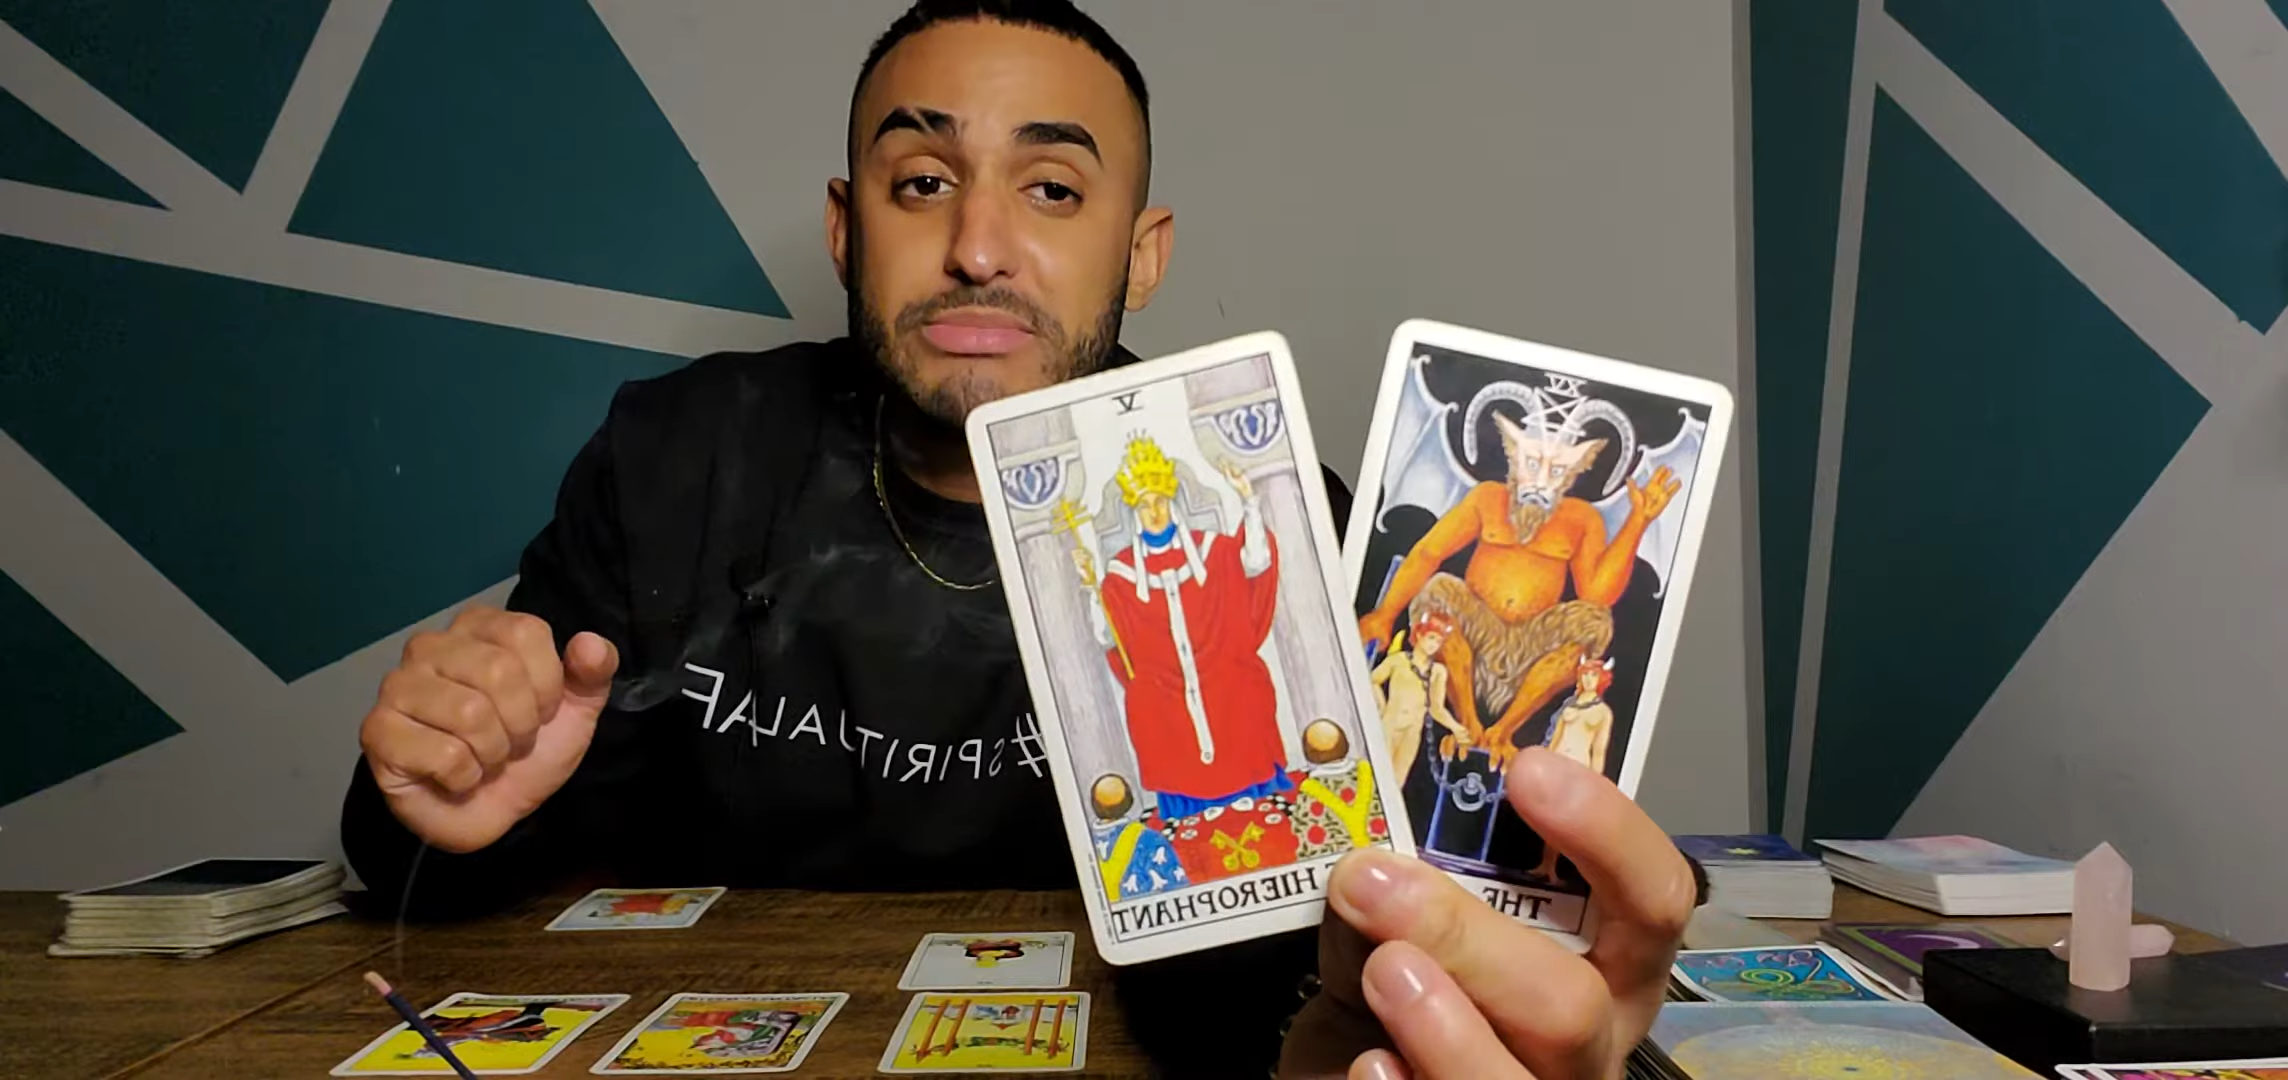 V
XV
#SPIRITUALAF
HIEROPHANT
THE